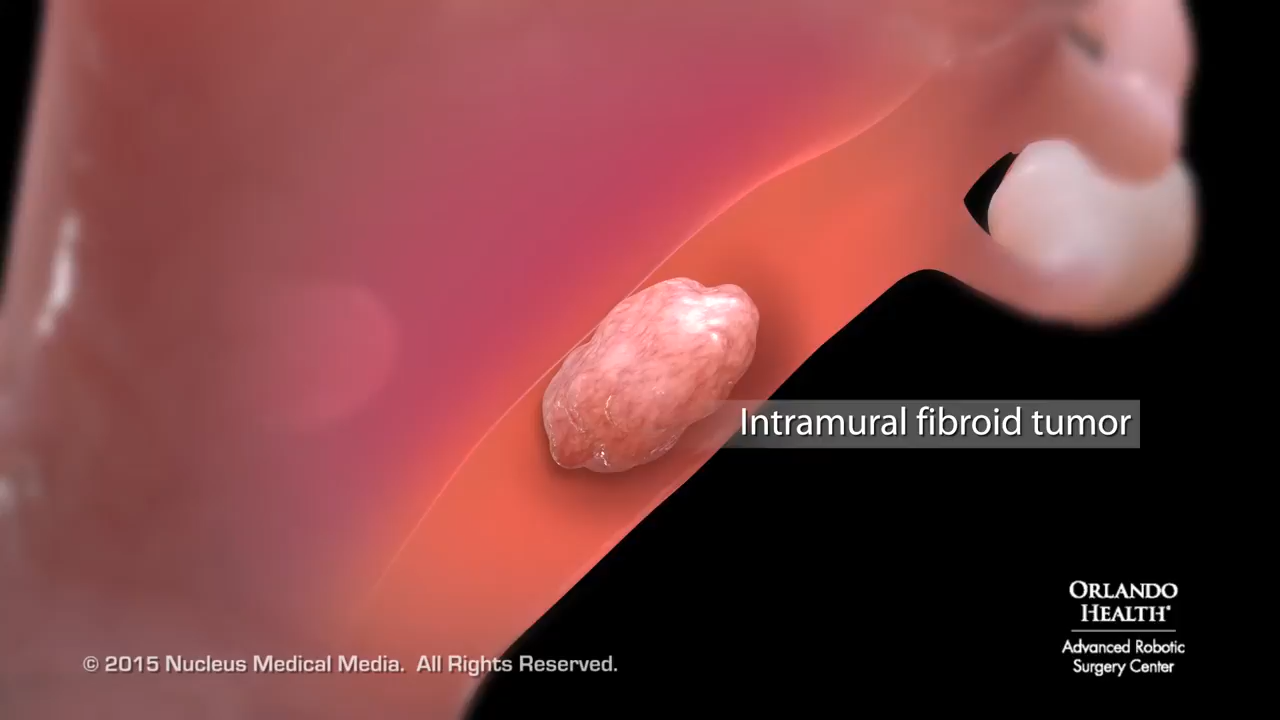 Intramural fibroid tumor
ORLANDO
HEALTH®
Advanced Robotic
Surgery Center
© 2015 Nucleus Medical Media. All Rights Reserved.